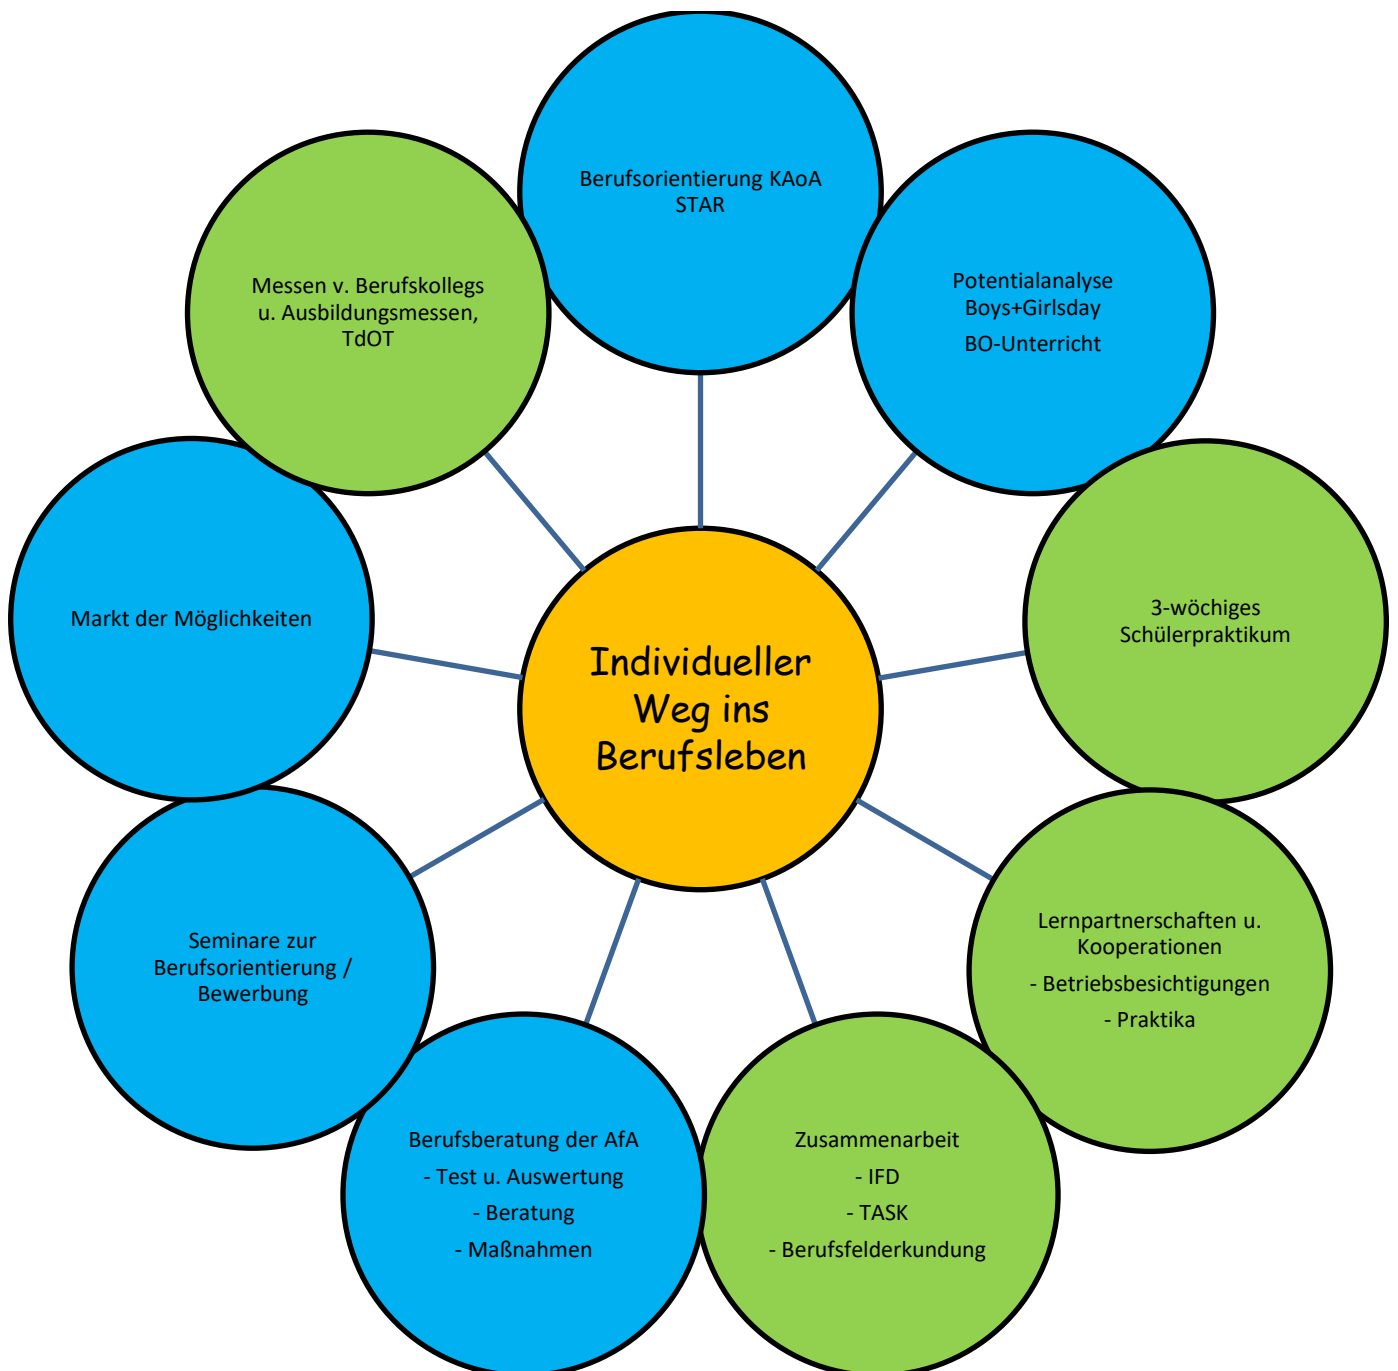 Berufsorientierung KAoA
STAR
Potentialanalyse
Boys+Girlsday
BO-Unterricht
3-wöchiges
Schülerpraktikum
Lernpartnerschaften u.
Kooperationen
- Betriebsbesichtigungen
- Praktika
Zusammenarbeit
- IFD
- TASK
- Berufsfelderkundung
Berufsberatung der AfA
- Test u. Auswertung
- Beratung
- Maßnahmen
Seminare zur
Berufsorientierung /
Bewerbung
Markt der Möglichkeiten
Messen v. Berufskollegs
u. Ausbildungsmessen,
TdOT
Individueller
Weg ins
Berufsleben